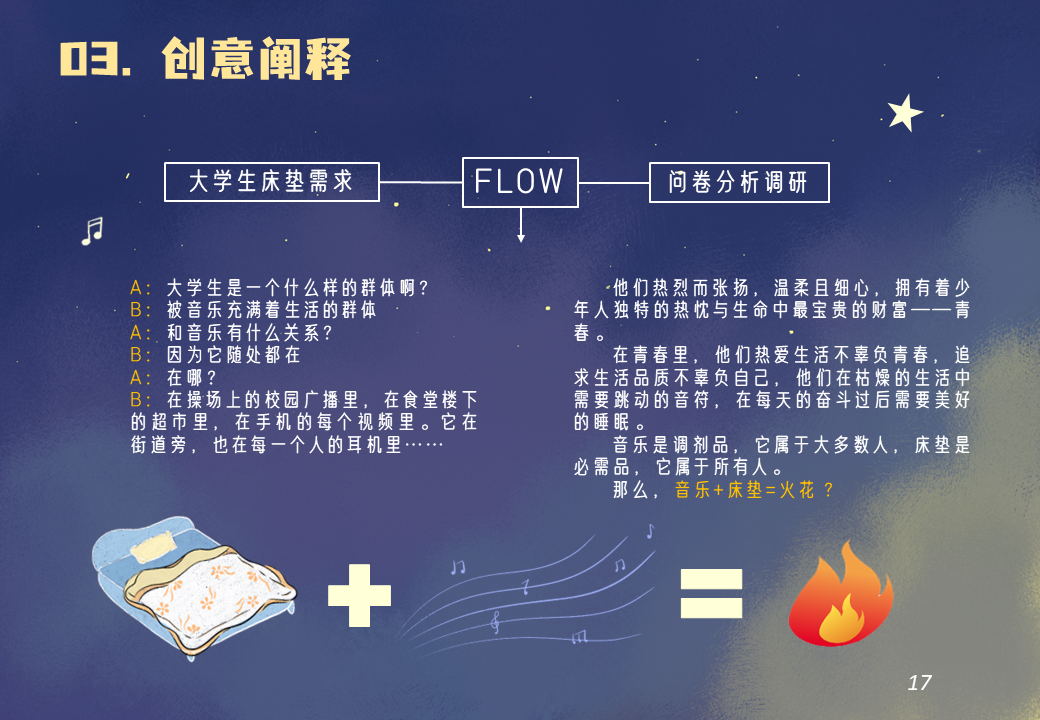 03. 创意阐释
大学生床垫需求
FLOW
问卷分析调研
A：大学生是一个什么样的群体啊？
B：被音乐充满着生活的群体
A：和音乐有什么关系？
B：因为它随处都在
A：在哪？
B：在操场上的校园广播里，在食堂楼下
的超市里，在手机的每个视频里。它在
街道旁，也在每一个人的耳机里……
他们热烈而张扬，温柔且细心，拥有着少
年人独特的热忱与生命中最宝贵的财富——青
春。
在青春里，他们热爱生活不辜负青春，追
求生活品质不辜负自己，他们在枯燥的生活中
需要跳动的音符，在每天的奋斗过后需要美好
的睡眠。
音乐是调剂品，它属于大多数人，床垫是
必需品，它属于所有人。
那么，音乐+床垫=火花？
17